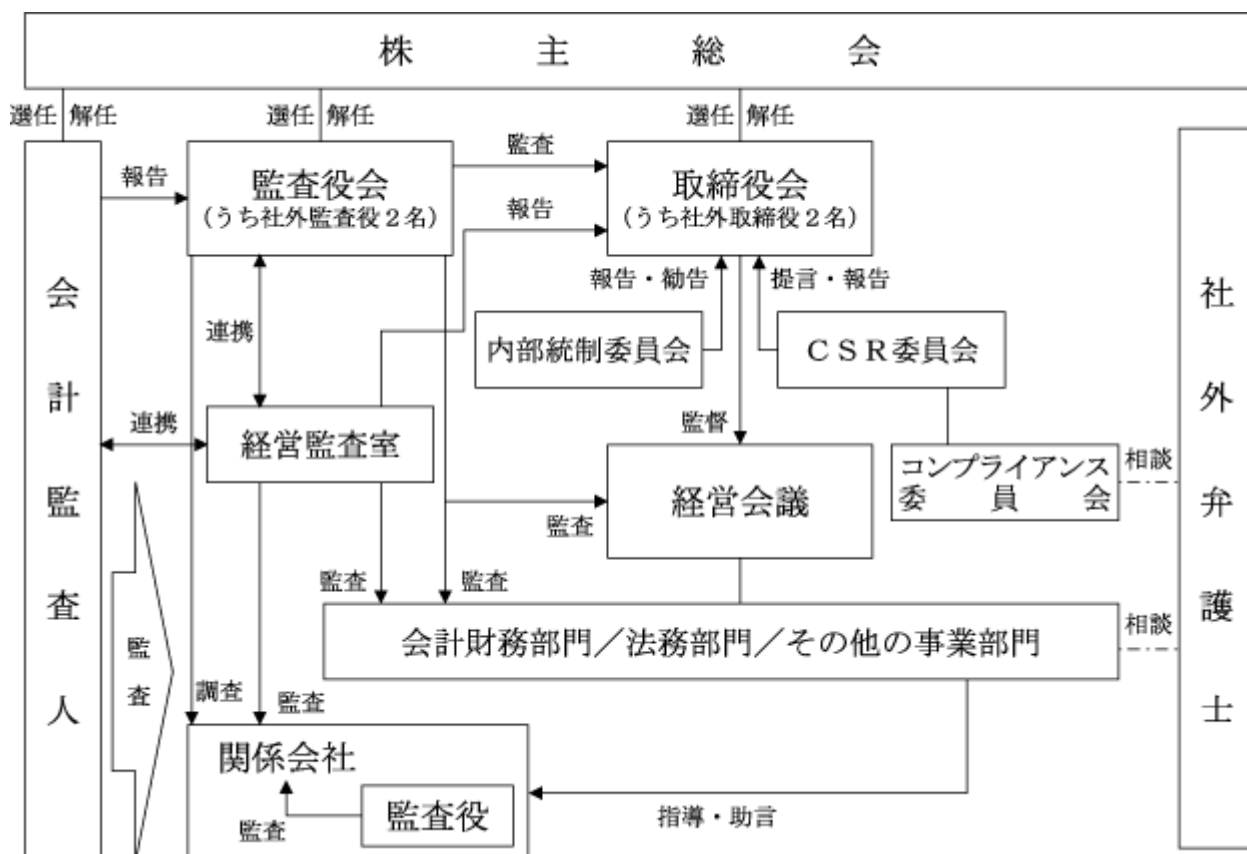 株主総会
選任 解任
選任 解任
選任 解任
会計監査人
報告
監査役会
(うち社外監査役2名)
監査
報告
取締役会
(うち社外取締役2名)
社外弁護士
報告・勧告
提言・報告
連携
内部統制委員会
CSR委員会
連携
経営監査室
監督
コンプライアンス
委員会
相談
経営会議
監査
監査
監査
会計財務部門/法務部門/その他の事業部門
相談
監査
調査
監査
関係会社
監査役
監査
指導・助言